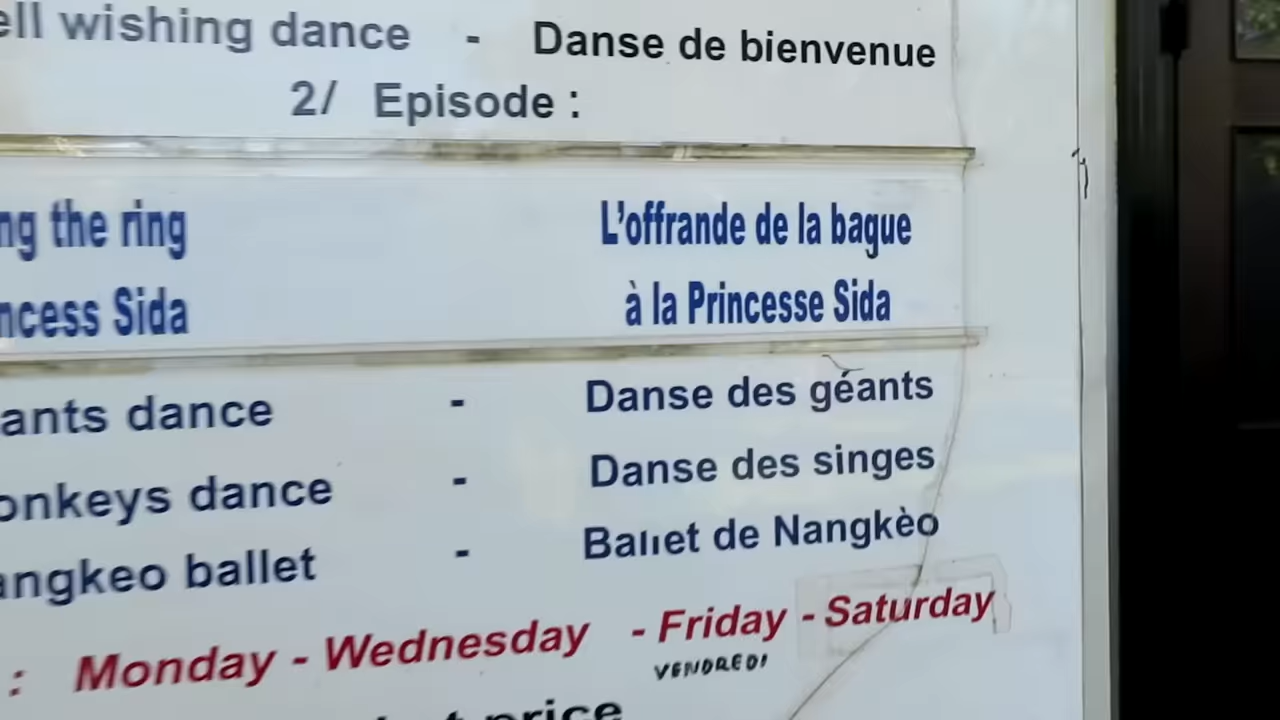 ell wishing dance - Danse de bienvenue
2/ Episode :
ng the ring L'offrande de la bague
ncess Sida à la Princesse Sida
ants dance - Danse des géants
onkeys dance - Danse des singes
angkeo ballet - Ballet de Nangkèo
: Monday - Wednesday - Friday - Saturday
VENDREDI
price